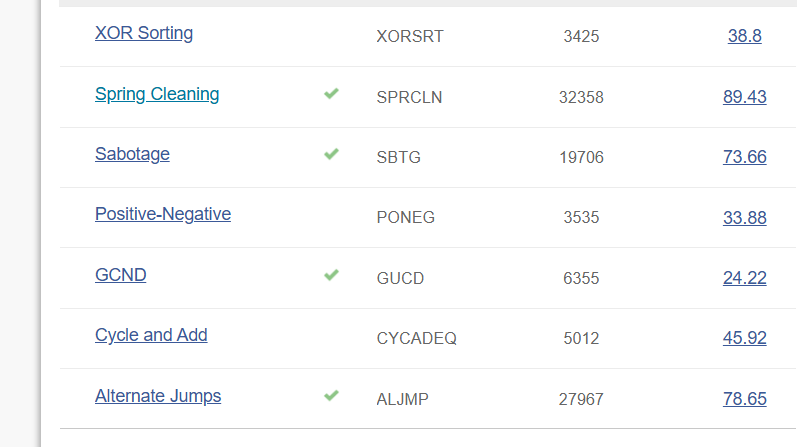 XOR Sorting XORSRT 3425 38.8
Spring Cleaning SPRCLN 32358 89.43
Sabotage SBTG 19706 73.66
Positive-Negative PONEG 3535 33.88
GCND GUCD 6355 24.22
Cycle and Add CYCADEQ 5012 45.92
Alternate Jumps ALJMP 27967 78.65